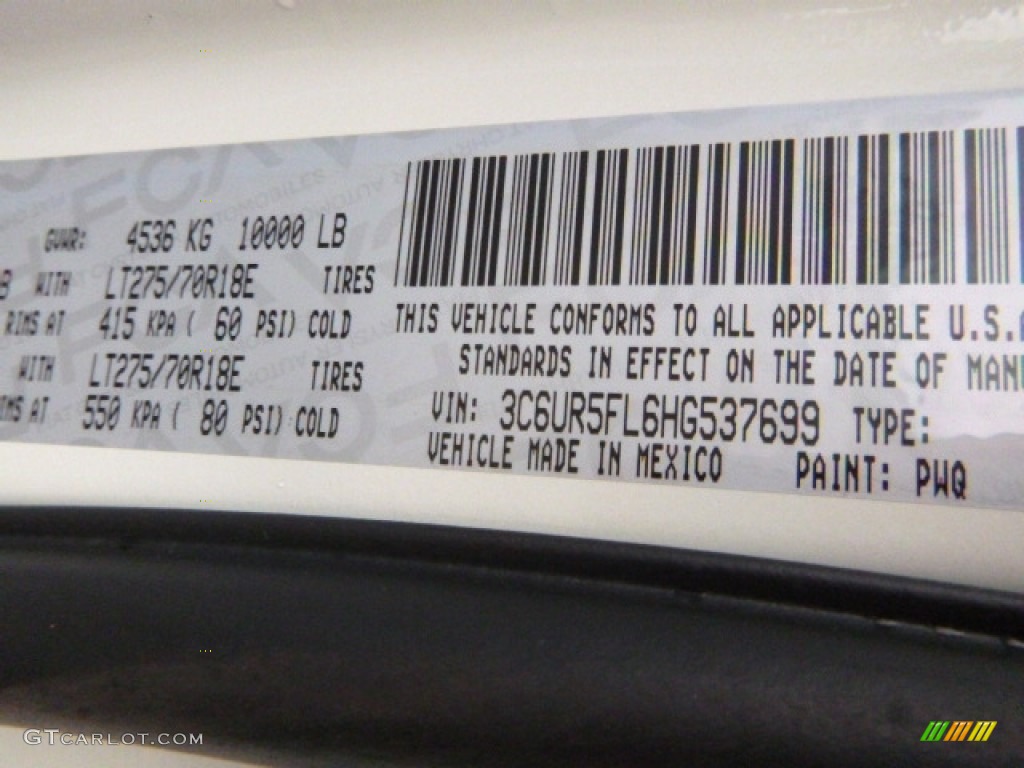 GVWR: 4536 KG 10000 LB
B WITH LT275/70R18E TIRES
RIMS AT 415 KPA ( 60 PSI) COLD
WITH LT275/70R18E TIRES
IMS AT 550 KPA ( 80 PSI) COLD
THIS VEHICLE CONFORMS TO ALL APPLICABLE U.S.
STANDARDS IN EFFECT ON THE DATE OF MAN
VIN: 3C6UR5FL6HG537699 TYPE:
VEHICLE MADE IN MEXICO PAINT: PWQ
GTCARLOT.COM